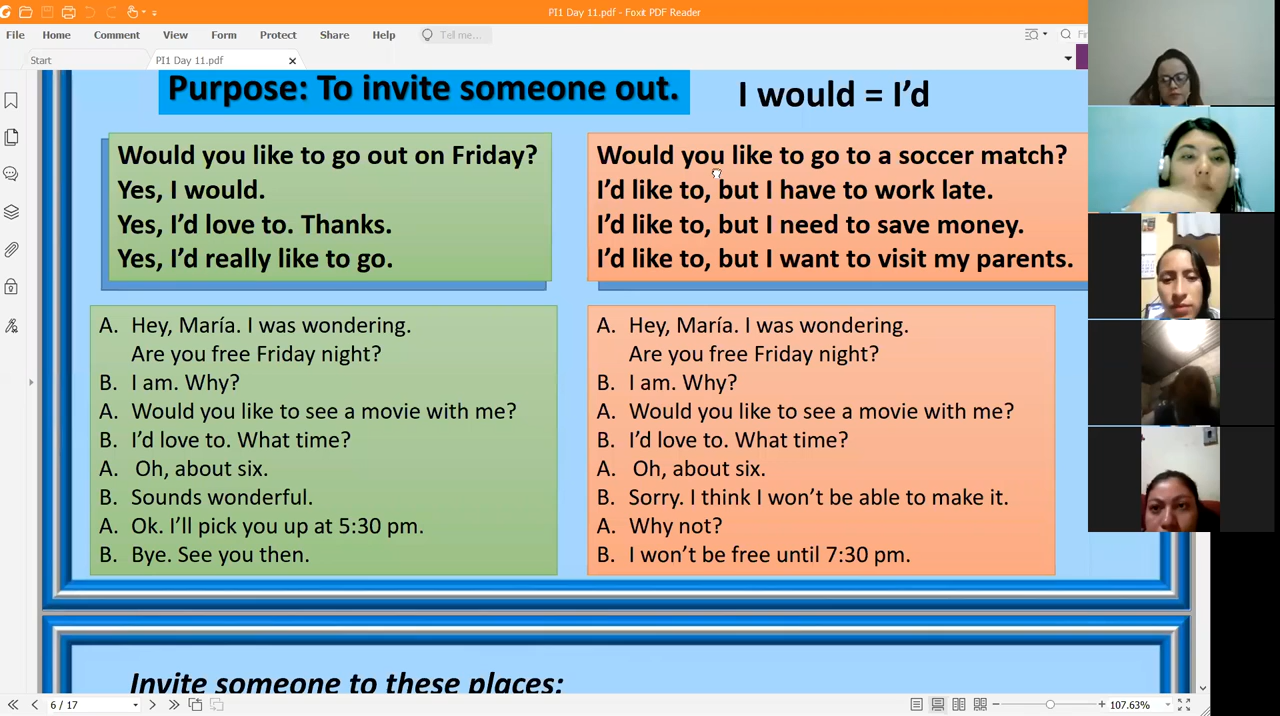 PI1 Day 11.pdf - Foxit PDF Reader
File Home Comment View Form Protect Share Help Tell me...
Start PI1 Day 11.pdf
Purpose: To invite someone out.
I would = I'd
Would you like to go out on Friday?
Yes, I would.
Yes, I'd love to. Thanks.
Yes, I'd really like to go.
Would you like to go to a soccer match?
I'd like to, but I have to work late.
I'd like to, but I need to save money.
I'd like to, but I want to visit my parents.
A. Hey, María. I was wondering.
Are you free Friday night?
B. I am. Why?
A. Would you like to see a movie with me?
B. I'd love to. What time?
A. Oh, about six.
B. Sounds wonderful.
A. Ok. I'll pick you up at 5:30 pm.
B. Bye. See you then.
A. Hey, María. I was wondering.
Are you free Friday night?
B. I am. Why?
A. Would you like to see a movie with me?
B. I'd love to. What time?
A. Oh, about six.
B. Sorry. I think I won't be able to make it.
A. Why not?
B. I won't be free until 7:30 pm.
Invite someone to these places:
6 / 17
107.63%